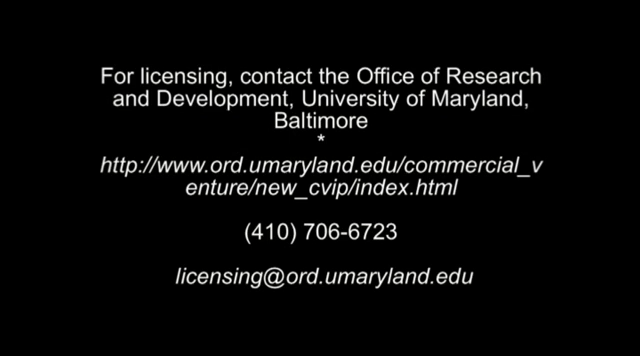 For licensing, contact the Office of Research
and Development, University of Maryland,
Baltimore
*
http://www.ord.umaryland.edu/commercial_v
enture/new_cvip/index.html
(410) 706-6723
licensing@ord.umaryland.edu